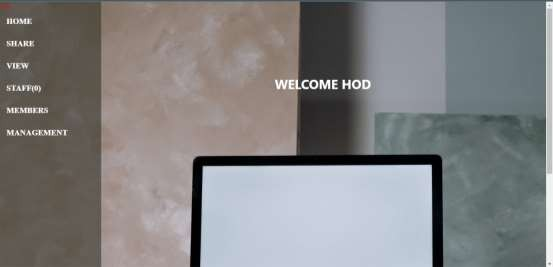 HOME
SHARE
VIEW
STAFF(0)
MEMBERS
MANAGEMENT
WELCOME HOD